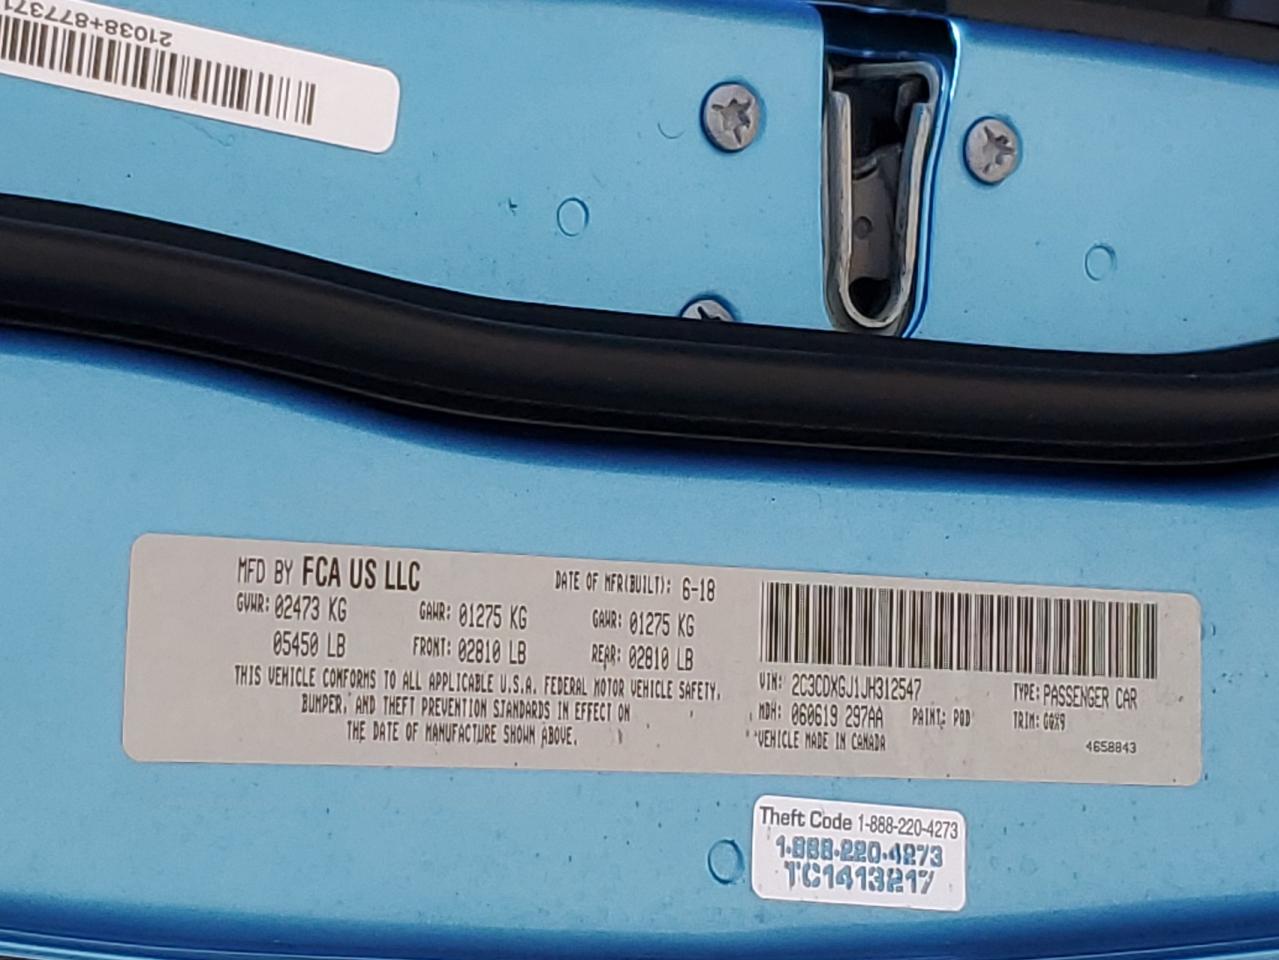 21038+877371
MFD BY FCA US LLC DATE OF MFR(BUILT): 6-18
GVWR: 02473 KG GAWR: 01275 KG GAWR: 01275 KG
05450 LB FRONT: 02810 LB REAR: 02810 LB
THIS VEHICLE CONFORMS TO ALL APPLICABLE U.S.A. FEDERAL MOTOR VEHICLE SAFETY,
BUMPER, AND THEFT PREVENTION STANDARDS IN EFFECT ON
THE DATE OF MANUFACTURE SHOWN ABOVE.
VIN: 2C3CDXGJ1JH312547 TYPE: PASSENGER CAR
MDH: 060619 297AA PAINT: PQD TRIM: GQX9
VEHICLE MADE IN CANADA 4658843
Theft Code 1-888-220-4273
1-888-220-4273
TC1413217